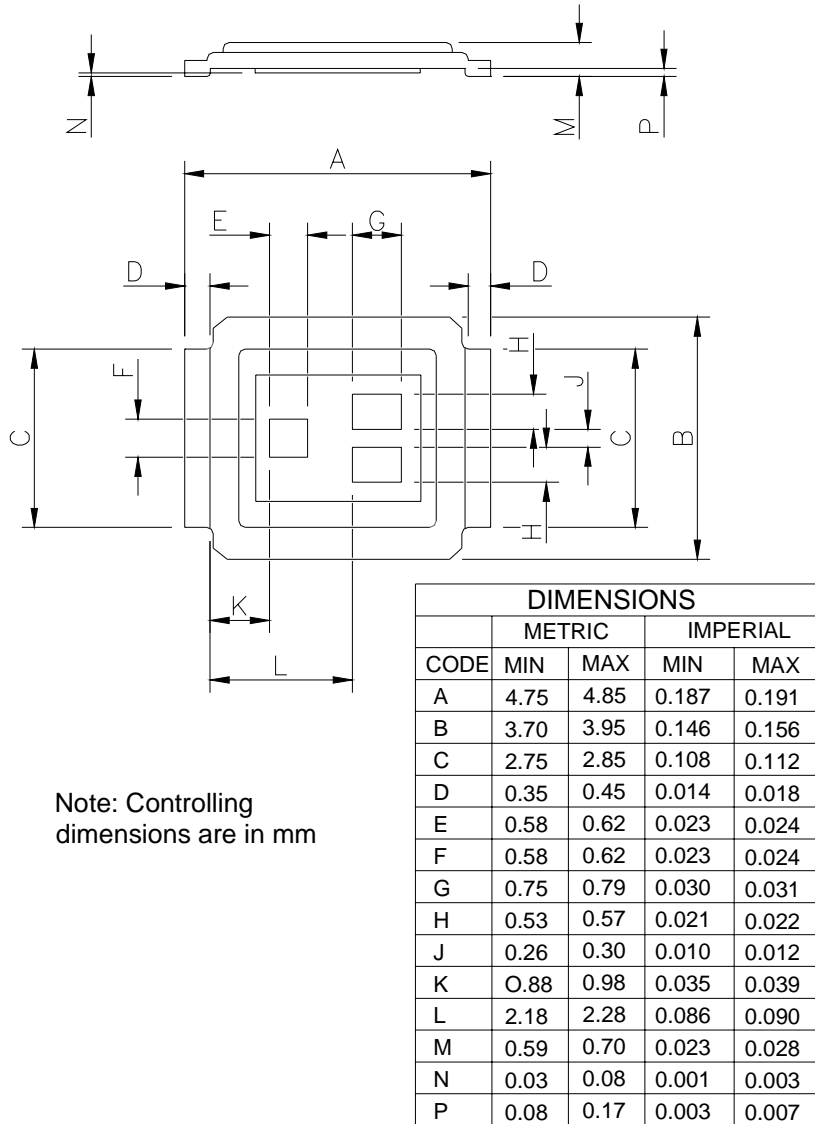 N
M
P
A
E
G
D
D
F
H
J
C
C
B
H
K
L
Note: Controlling
dimensions are in mm
DIMENSIONS
METRIC IMPERIAL
CODE MIN MAX MIN MAX
A 4.75 4.85 0.187 0.191
B 3.70 3.95 0.146 0.156
C 2.75 2.85 0.108 0.112
D 0.35 0.45 0.014 0.018
E 0.58 0.62 0.023 0.024
F 0.58 0.62 0.023 0.024
G 0.75 0.79 0.030 0.031
H 0.53 0.57 0.021 0.022
J 0.26 0.30 0.010 0.012
K O.88 0.98 0.035 0.039
L 2.18 2.28 0.086 0.090
M 0.59 0.70 0.023 0.028
N 0.03 0.08 0.001 0.003
P 0.08 0.17 0.003 0.007